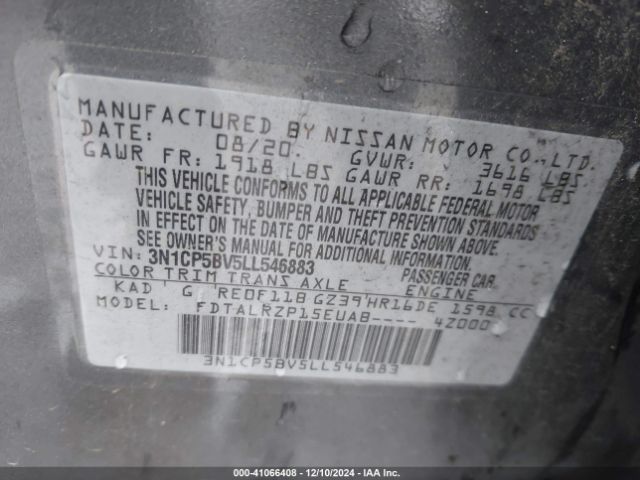 MANUFACTURED BY NISSAN MOTOR CO.,LTD.
DATE: 08/20. GVWR: 3616 LBS
GAWR FR: 1918 LBS GAWR RR: 1698 LBS
THIS VEHICLE CONFORMS TO ALL APPLICABLE FEDERAL MOTOR
VEHICLE SAFETY, BUMPER AND THEFT PREVENTION STANDARDS
IN EFFECT ON THE DATE OF MANUFACTURE SHOWN ABOVE.
SEE OWNER'S MANUAL FOR ADDITIONAL INFORMATION.
VIN: 3N1CP5BV5LL546883 PASSENGER CAR
COLOR TRIM TRANS AXLE ENGINE
KAD G RE0F11B GZ39 HR16DE 1598 CC
MODEL: FDTALRZP15EUAB---- 4Z000
3N1CP5BV5LL546883
000-41066408 - 12/10/2024 - IAA Inc.